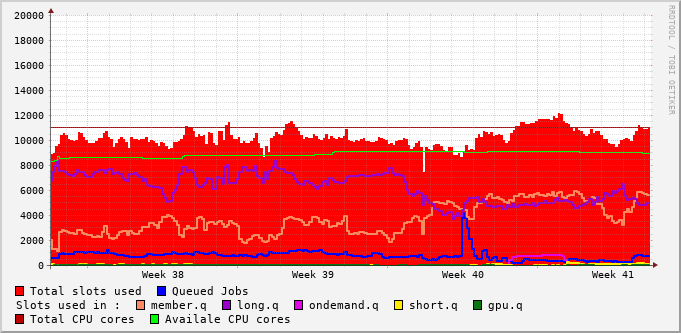 20000
18000
16000
14000
12000
10000
8000
6000
4000
2000
0
Week 38 Week 39 Week 40 Week 41
RRDTOOL / TOBI OETIKER
Total slots used Queued Jobs
Slots used in : member.q long.q ondemand.q short.q gpu.q
Total CPU cores Availale CPU cores